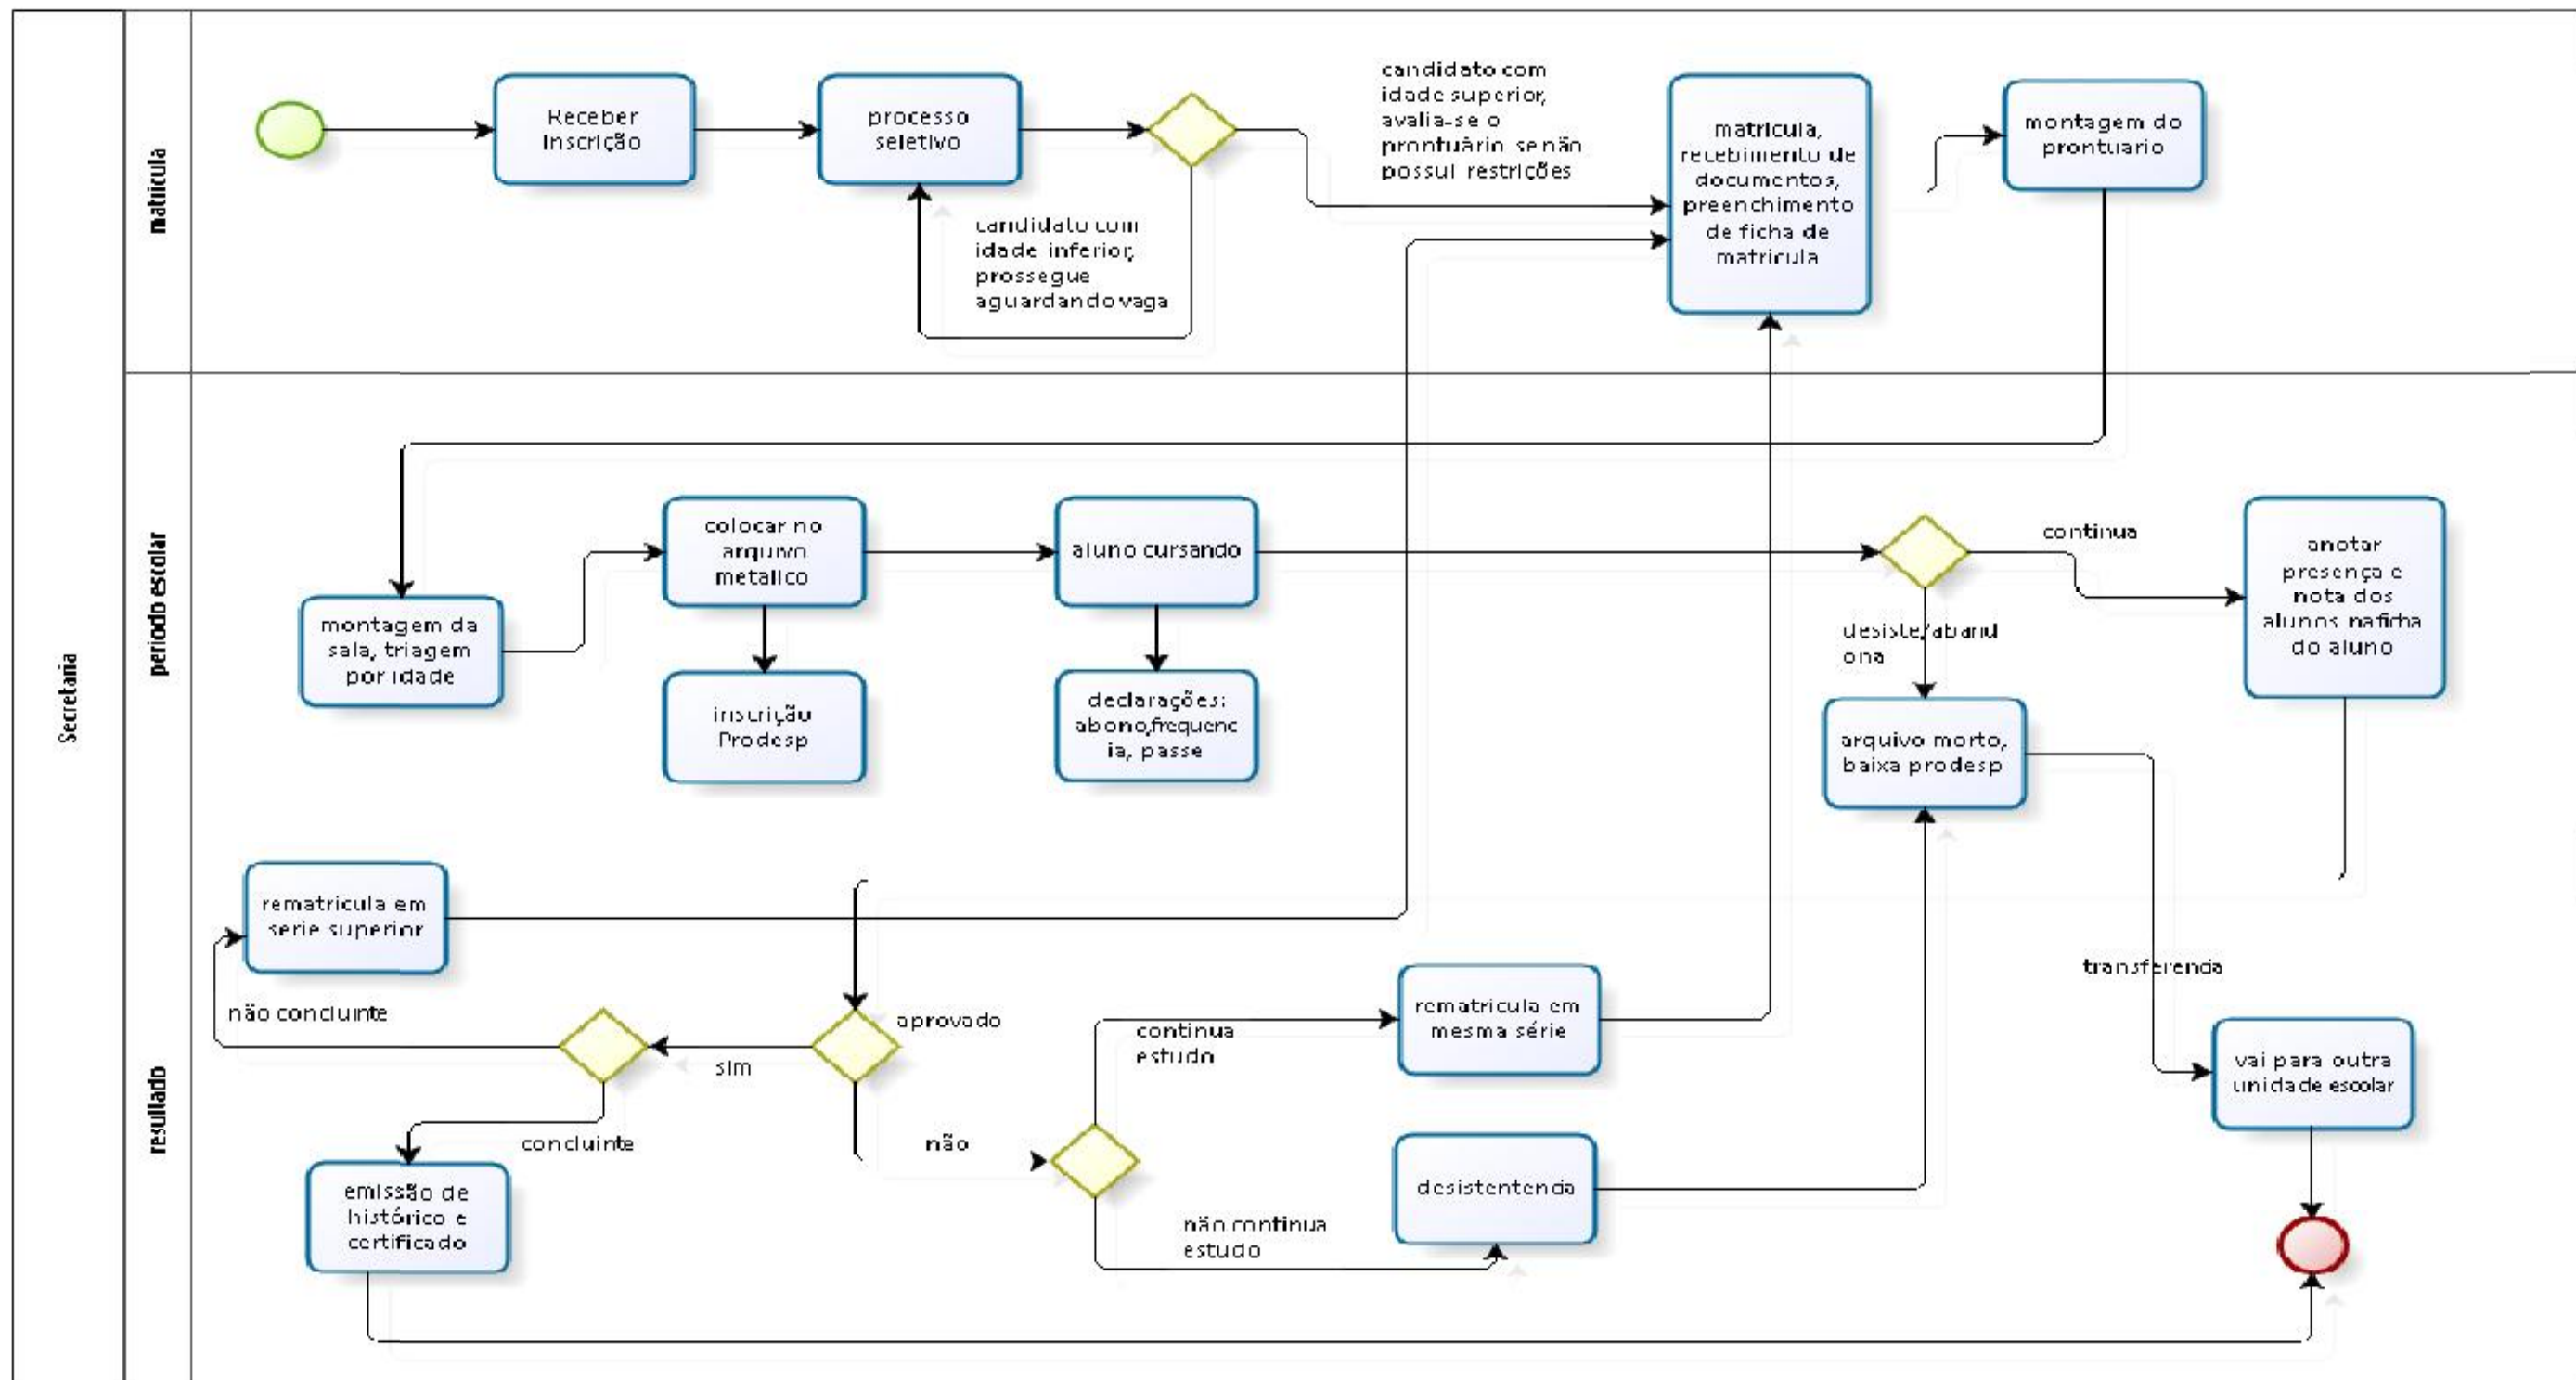 Secretaria
matricula
Receber
Inscrição
processo
seletivo
candidato com
idade superior,
avalia-se o
prontuário, se não
possui restrições
candidato com
idade inferior,
prossegue
aguardando vaga
matricula,
recebimento de
documentos,
preenchimento
de ficha de
matricula
montagem do
prontuario
periodo escolar
montagem da
sala, triagem
por idade
colocar no
arquivo
metalico
inscrição
Prodesp
aluno cursando
declarações:
abono,frequenc
ia, passe
continua
desiste/aband
ona
anotar
presença e
nota dos
alunos naficha
do aluno
arquivo morto,
baixa prodesp
resultado
rematricula em
serie superior
não concluinte
concluinte
emissão de
histórico e
certificado
sim
aprovado
não
continua
estudo
rematricula em
mesma série
não continua
estudo
desistentencia
transferencia
vai para outra
unidade escolar